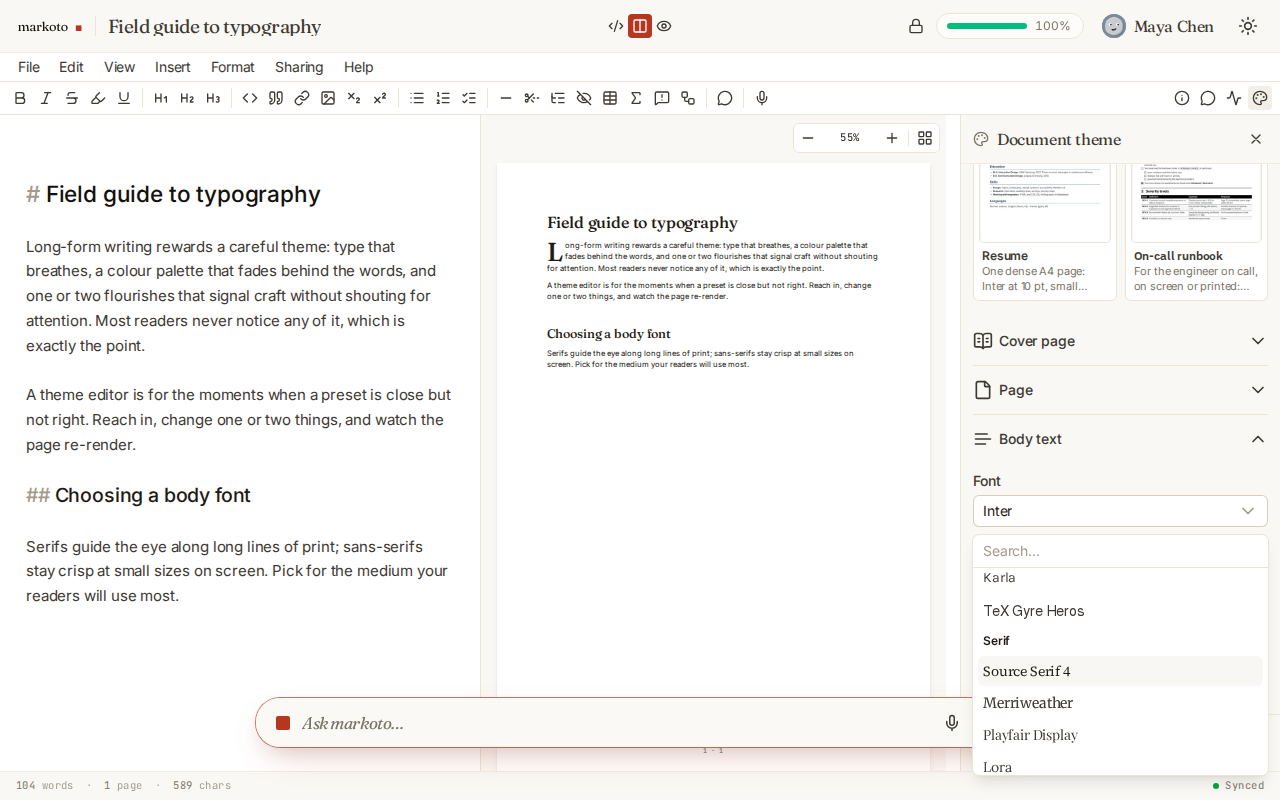 markoto
Field guide to typography
100%
Maya Chen
File Edit View Insert Format Sharing Help
H1 H2 H3
55%
# Field guide to typography
Long-form writing rewards a careful theme: type that
breathes, a colour palette that fades behind the words, and
one or two flourishes that signal craft without shouting for
attention. Most readers never notice any of it, which is
exactly the point.
A theme editor is for the moments when a preset is close but
not right. Reach in, change one or two things, and watch the
page re-render.
## Choosing a body font
Serifs guide the eye along long lines of print; sans-serifs
stay crisp at small sizes on screen. Pick for the medium your
readers will use most.
Field guide to typography
Long-form writing rewards a careful theme: type that breathes, a colour palette that
fades behind the words, and one or two flourishes that signal craft without shouting
for attention. Most readers never notice any of it, which is exactly the point.
A theme editor is for the moments when a preset is close but not right. Reach in, change
one or two things, and watch the page re-render.
Choosing a body font
Serifs guide the eye along long lines of print; sans-serifs stay crisp at small sizes on
screen. Pick for the medium your readers will use most.
1 · 1
Ask markoto...
Document theme
Resume
One dense A4 page:
Inter at 10 pt, small...
On-call runbook
For the engineer on call,
on screen or printed:...
Cover page
Page
Body text
Font
Inter
Search...
Karla
TeX Gyre Heros
Serif
Source Serif 4
Merriweather
Playfair Display
Lora
104 words · 1 page · 589 chars
Synced